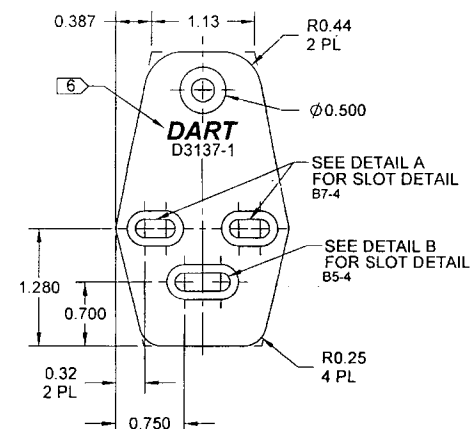 0.387
1.13
R0.44
2 PL
6
Ø0.500
DART
D3137-1
SEE DETAIL A
FOR SLOT DETAIL
B7-4
SEE DETAIL B
FOR SLOT DETAIL
B5-4
1.280
0.700
0.32
2 PL
R0.25
4 PL
0.750